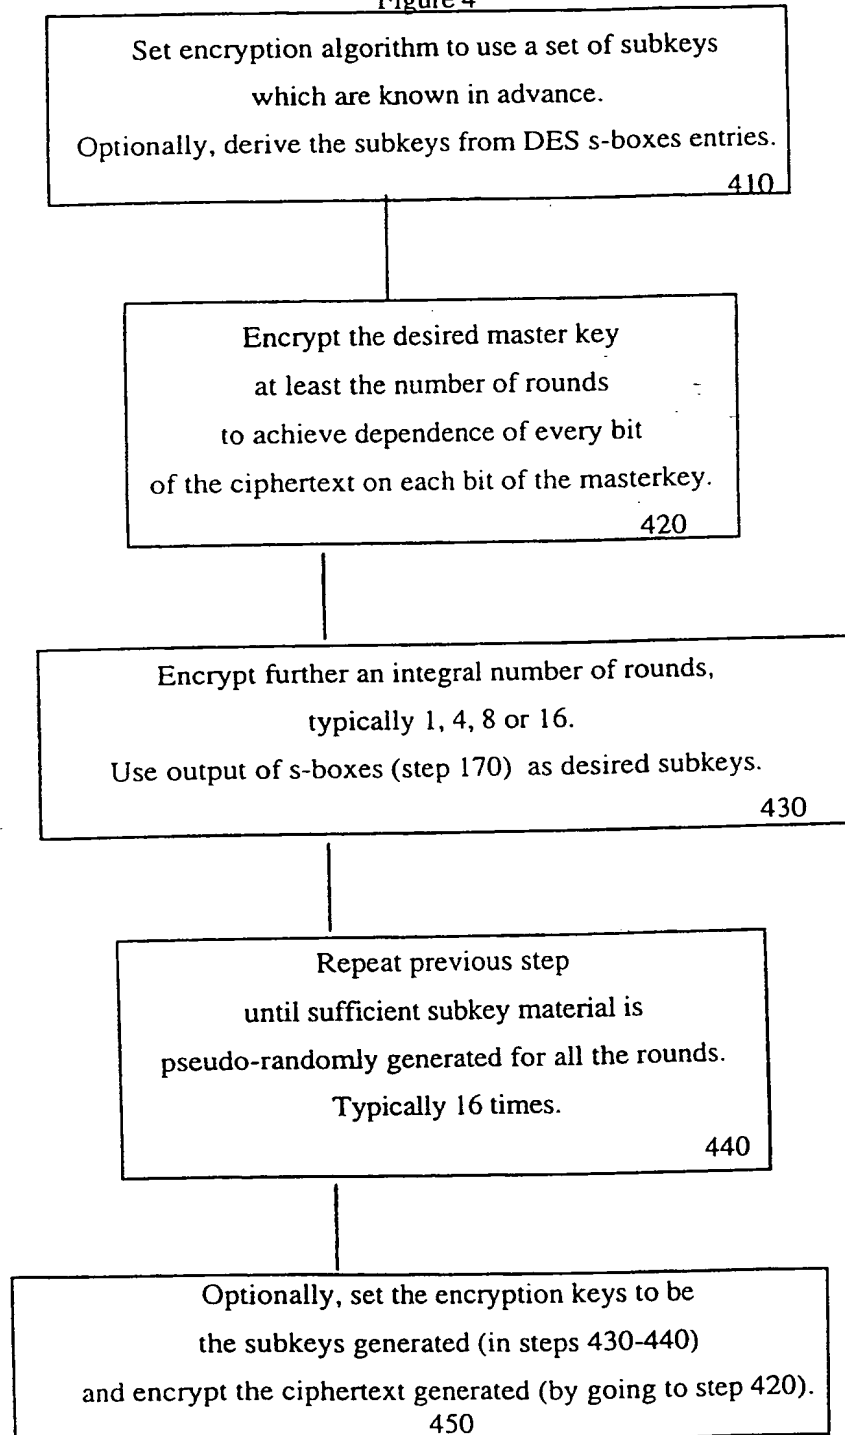 Figure 4
Set encryption algorithm to use a set of subkeys
which are known in advance.
Optionally, derive the subkeys from DES s-boxes entries.
410
Encrypt the desired master key
at least the number of rounds
to achieve dependence of every bit
of the ciphertext on each bit of the masterkey.
420
Encrypt further an integral number of rounds,
typically 1, 4, 8 or 16.
Use output of s-boxes (step 170) as desired subkeys.
430
Repeat previous step
until sufficient subkey material is
pseudo-randomly generated for all the rounds.
Typically 16 times.
440
Optionally, set the encryption keys to be
the subkeys generated (in steps 430-440)
and encrypt the ciphertext generated (by going to step 420).
450